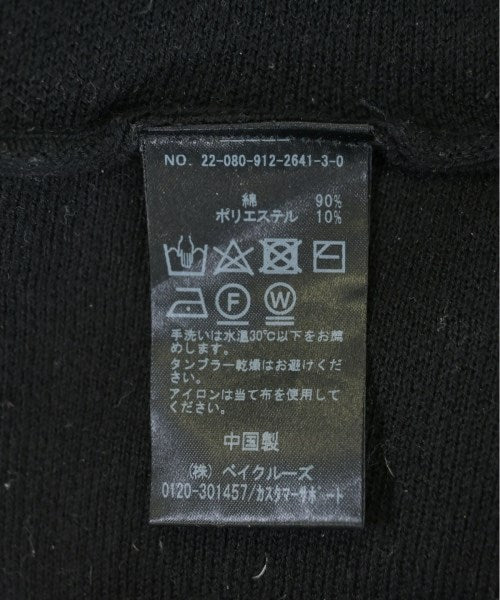 NO. 22-080-912-2641-3-0
綿 90%
ポリエステル 10%
F W
手洗いは水温30℃以下をお薦
めします。
タンブラー乾燥はお避けくだ
さい。
アイロンは当て布を使用して
ください。
中国製
(株) ベイクルーズ
0120-301457/カスタマーサポート